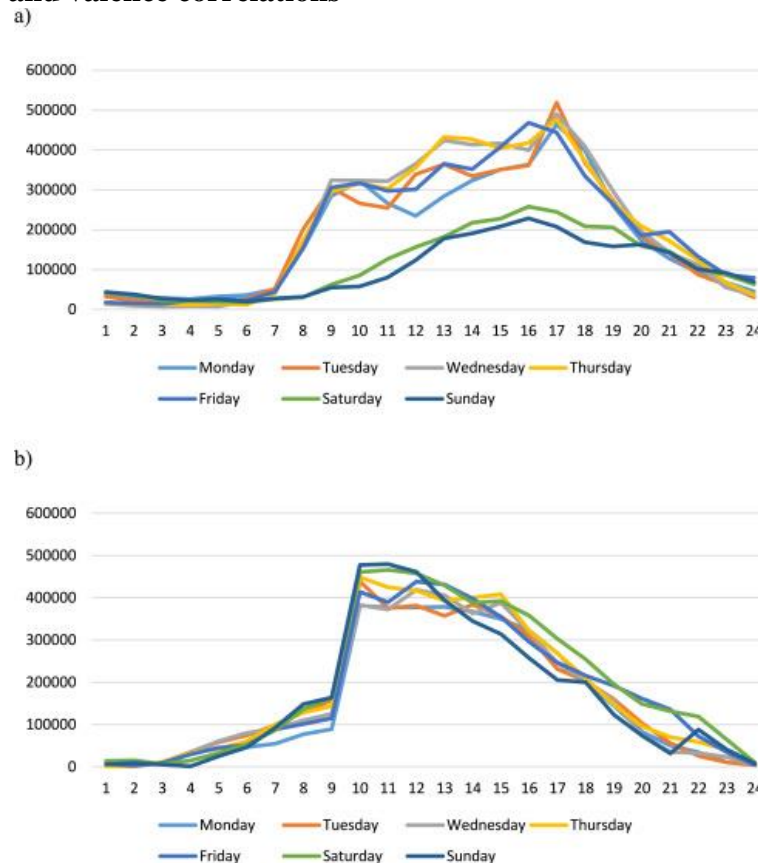 and valence correlations
a)
600000
500000
400000
300000
200000
100000
0
1 2 3 4 5 6 7 8 9 10 11 12 13 14 15 16 17 18 19 20 21 22 23 24
Monday Tuesday Wednesday Thursday
Friday Saturday Sunday
b)
600000
500000
400000
300000
200000
100000
0
1 2 3 4 5 6 7 8 9 10 11 12 13 14 15 16 17 18 19 20 21 22 23 24
Monday Tuesday Wednesday Thursday
Friday Saturday Sunday